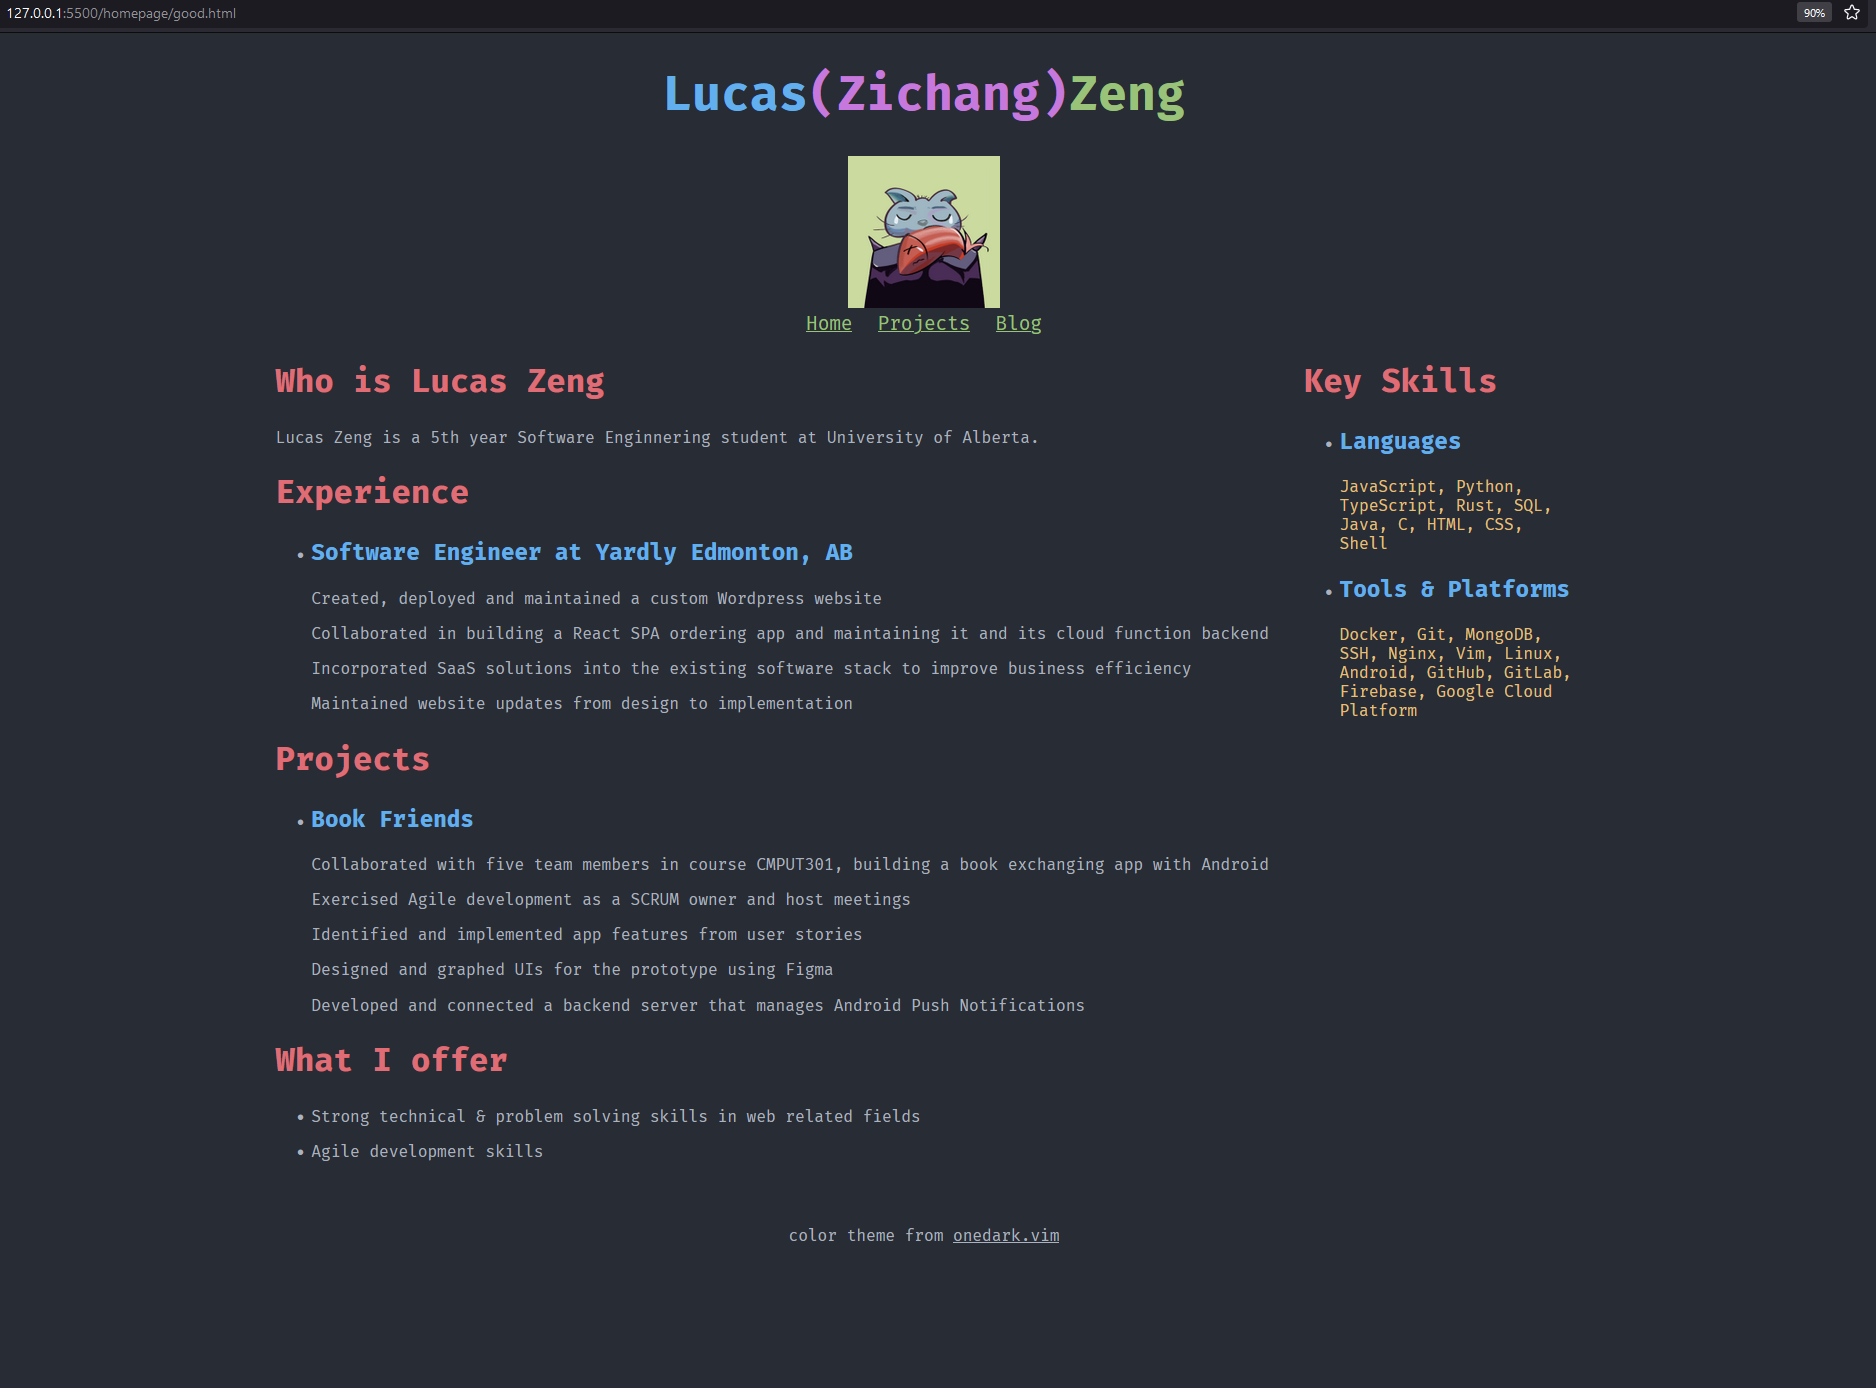 127.0.0.1:5500/homepage/good.html
90%
Lucas(Zichang)Zeng
Home Projects Blog
Who is Lucas Zeng
Lucas Zeng is a 5th year Software Enginnering student at University of Alberta.
Experience
• Software Engineer at Yardly Edmonton, AB
Created, deployed and maintained a custom Wordpress website
Collaborated in building a React SPA ordering app and maintaining it and its cloud function backend
Incorporated SaaS solutions into the existing software stack to improve business efficiency
Maintained website updates from design to implementation
Projects
• Book Friends
Collaborated with five team members in course CMPUT301, building a book exchanging app with Android
Exercised Agile development as a SCRUM owner and host meetings
Identified and implemented app features from user stories
Designed and graphed UIs for the prototype using Figma
Developed and connected a backend server that manages Android Push Notifications
What I offer
• Strong technical & problem solving skills in web related fields
• Agile development skills
Key Skills
• Languages
JavaScript, Python,
TypeScript, Rust, SQL,
Java, C, HTML, CSS,
Shell
• Tools & Platforms
Docker, Git, MongoDB,
SSH, Nginx, Vim, Linux,
Android, GitHub, GitLab,
Firebase, Google Cloud
Platform
color theme from onedark.vim